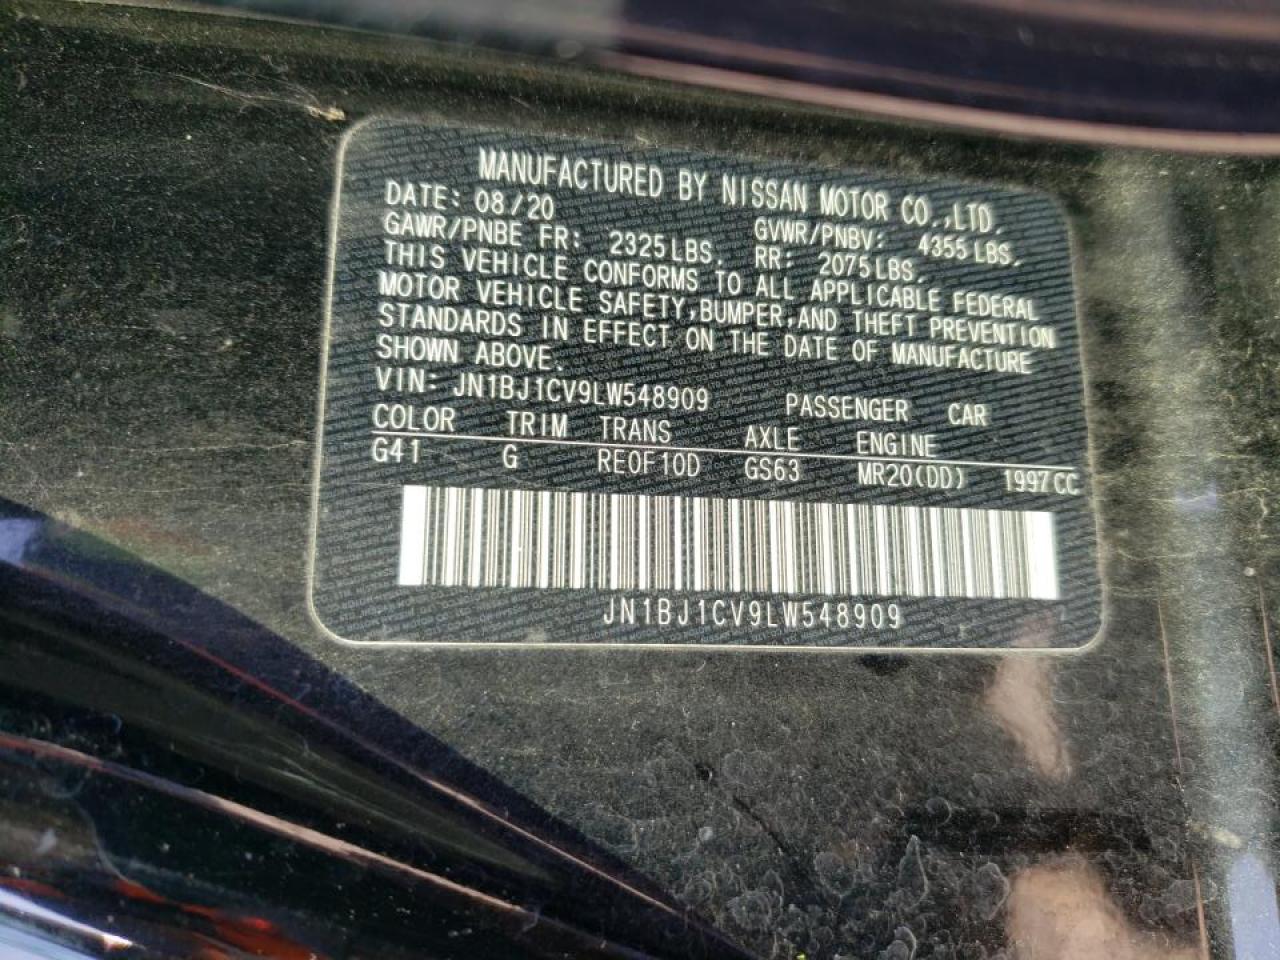 MANUFACTURED BY NISSAN MOTOR CO.,LTD.
DATE: 08/20 GVWR/PNBV: 4355 LBS.
GAWR/PNBE FR: 2325 LBS. RR: 2075 LBS.
THIS VEHICLE CONFORMS TO ALL APPLICABLE FEDERAL
MOTOR VEHICLE SAFETY,BUMPER,AND THEFT PREVENTION
STANDARDS IN EFFECT ON THE DATE OF MANUFACTURE
SHOWN ABOVE.
VIN: JN1BJ1CV9LW548909 PASSENGER CAR
COLOR TRIM TRANS AXLE ENGINE
G41 G RE0F10D GS63 MR20(DD) 1997CC
JN1BJ1CV9LW548909